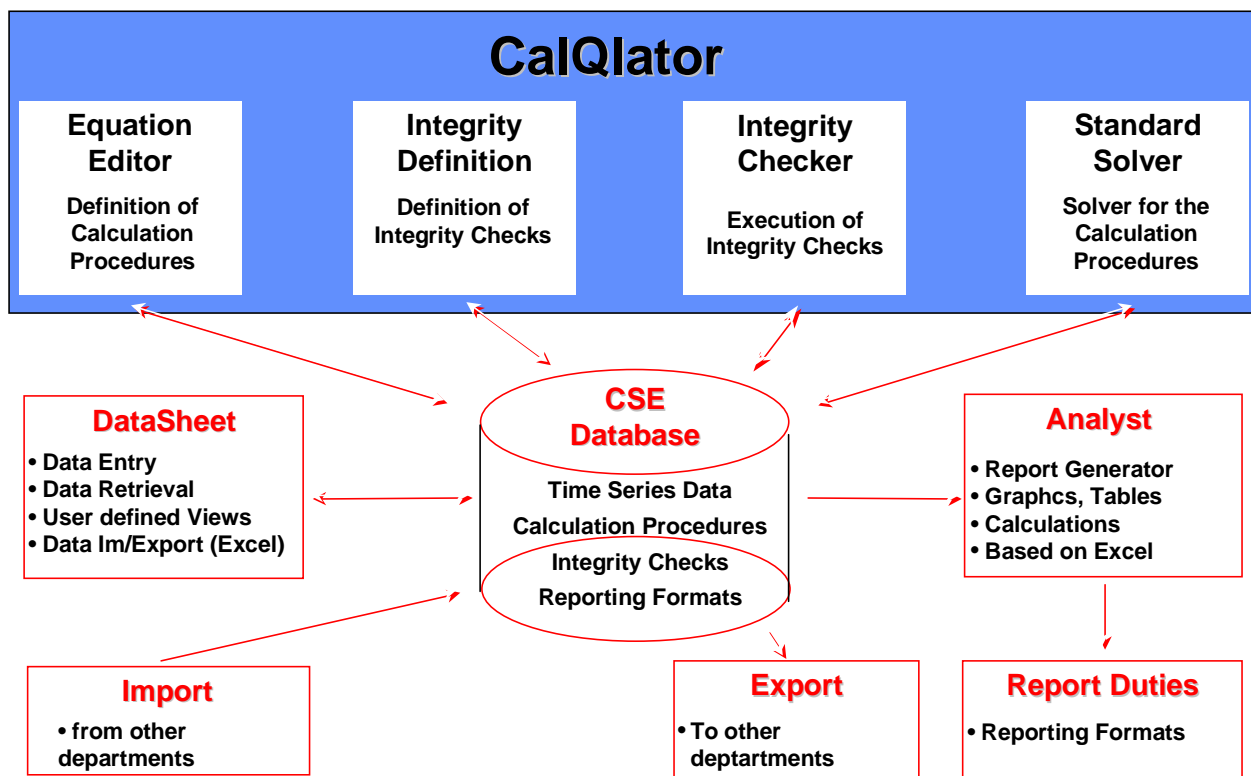 CalQlator
Equation
Editor
Definition of
Calculation
Procedures
Integrity
Definition
Definition of
Integrity Checks
Integrity
Checker
Execution of
Integrity Checks
Standard
Solver
Solver for the
Calculation
Procedures
CSE
Database
Time Series Data
Calculation Procedures
Integrity Checks
Reporting Formats
DataSheet
• Data Entry
• Data Retrieval
• User defined Views
• Data Im/Export (Excel)
Analyst
• Report Generator
• Graphcs, Tables
• Calculations
• Based on Excel
Import
• from other
departments
Export
• To other
deptartments
Report Duties
• Reporting Formats